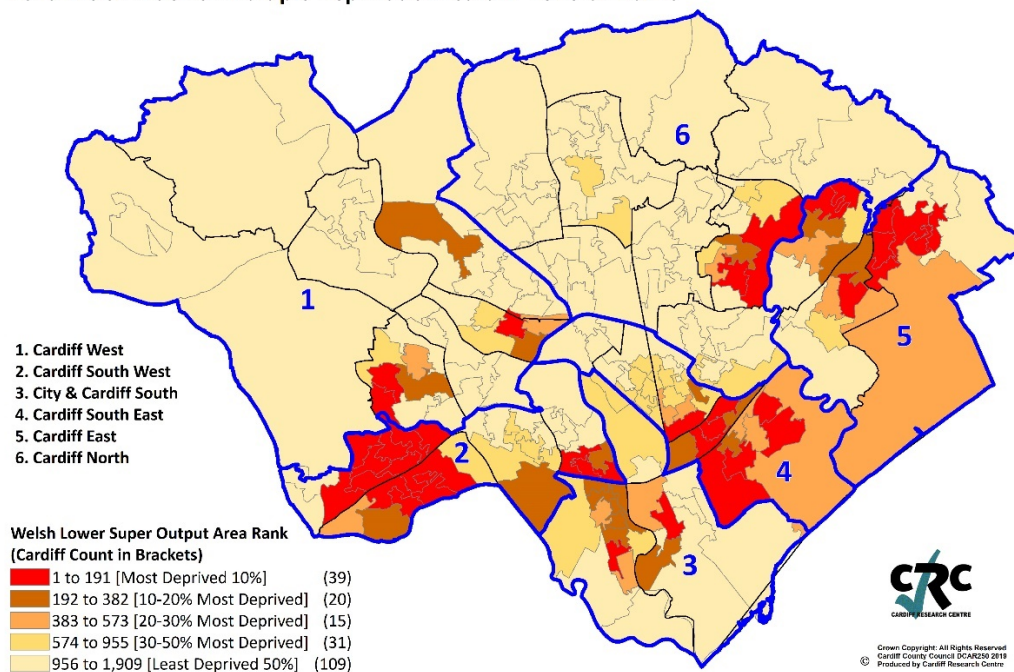 6
1
5
1. Cardiff West
2. Cardiff South West
3. City & Cardiff South
4. Cardiff South East
5. Cardiff East
6. Cardiff North
2
4
3
Welsh Lower Super Output Area Rank
(Cardiff Count in Brackets)
1 to 191 [Most Deprived 10%] (39)
192 to 382 [10-20% Most Deprived] (20)
383 to 573 [20-30% Most Deprived] (15)
574 to 955 [30-50% Most Deprived] (31)
956 to 1,909 [Least Deprived 50%] (109)
CRC
CARDIFF RESEARCH CENTRE
Crown Copyright: All Rights Reserved
Cardiff County Council DCAR250 2019
© Produced by Cardiff Research Centre